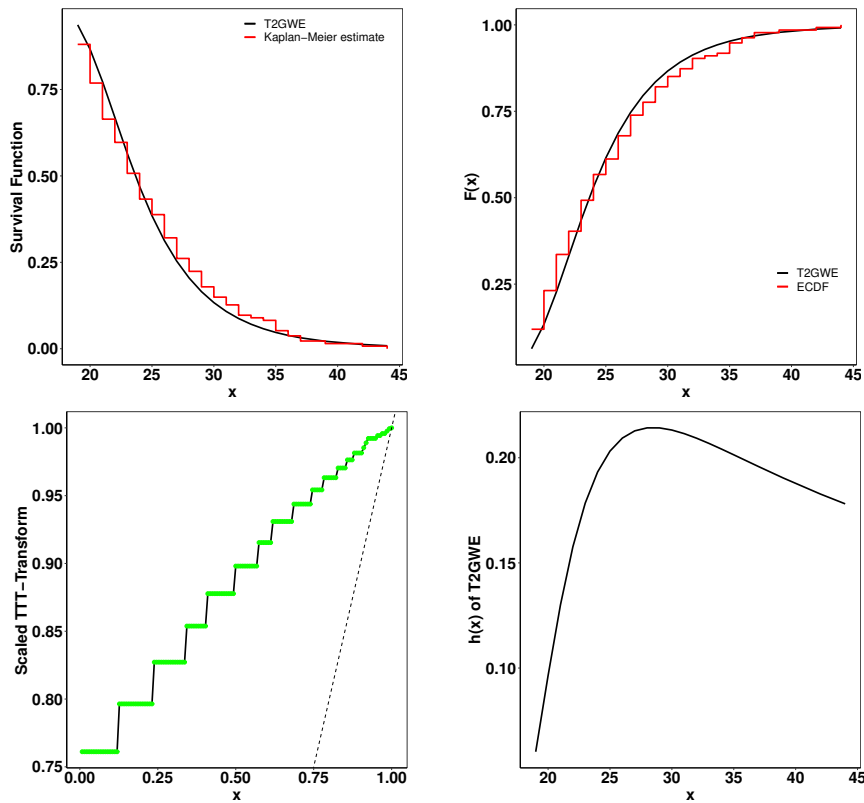 T2GWE
Kaplan−Meier estimate
Survival Function
0.75
0.50
0.25
0.00
20 25 30 35 40 45
x
F(x)
1.00
0.75
0.50
0.25
T2GWE
ECDF
20 25 30 35 40 45
x
Scaled TTT−Transform
1.00
0.95
0.90
0.85
0.80
0.75
0.00 0.25 0.50 0.75 1.00
x
h(x) of T2GWE
0.20
0.15
0.10
20 25 30 35 40 45
x